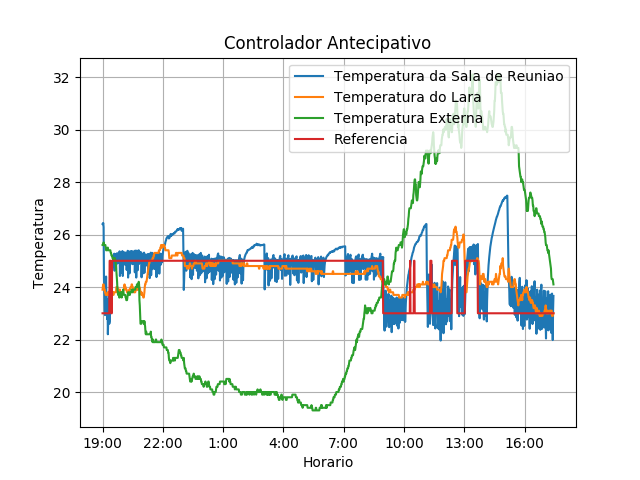 Controlador Antecipativo
Temperatura da Sala de Reuniao
Temperatura do Lara
Temperatura Externa
Referencia
Temperatura
32
30
28
26
24
22
20
19:00 22:00 1:00 4:00 7:00 10:00 13:00 16:00
Horario